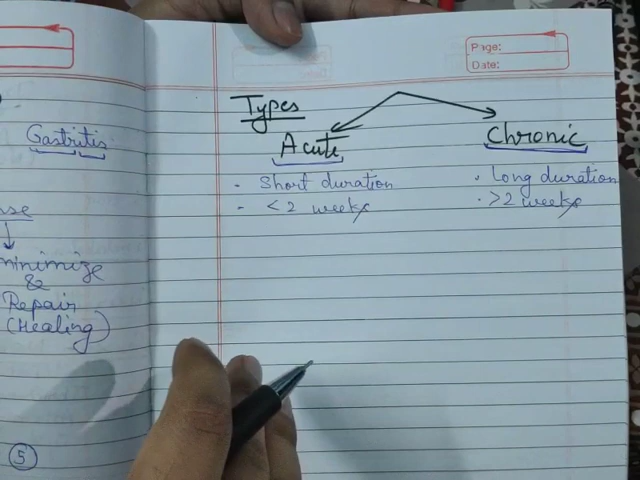 Gastritis
minimize
&
Repair
(Healing)
5
Page:
Date:
Types
Acute
Chronic
. Short duration
. Long duration
- < 2 weeks
. > 2 weeks